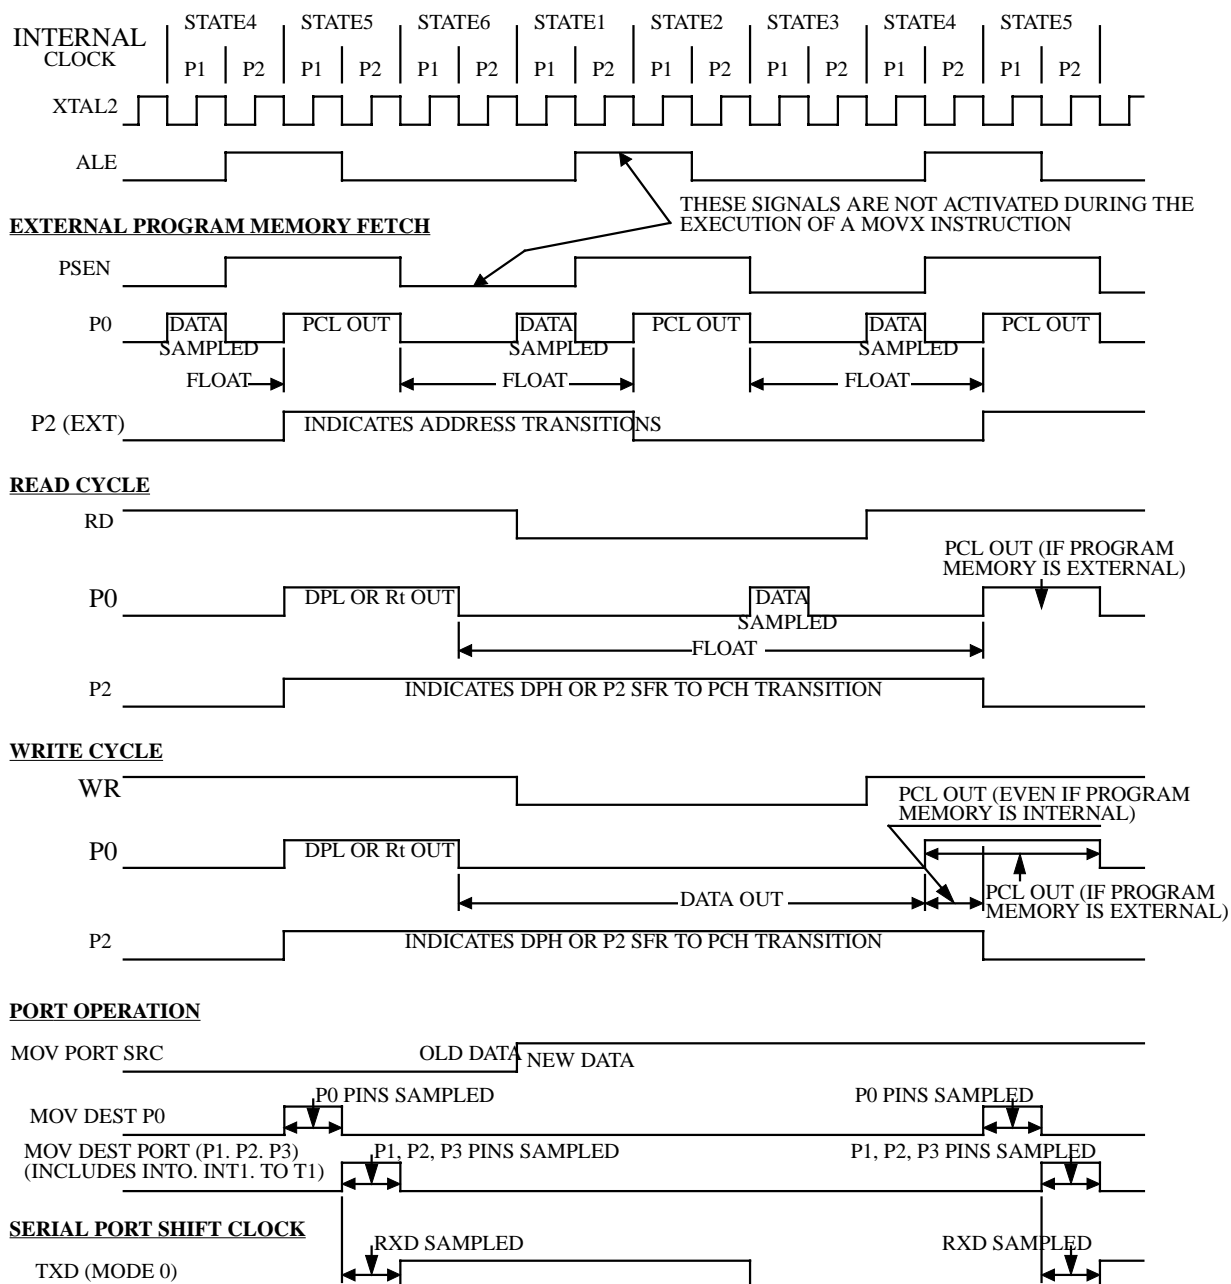 STATE4 STATE5 STATE6 STATE1 STATE2 STATE3 STATE4 STATE5
INTERNAL
CLOCK
P1 P2 P1 P2 P1 P2 P1 P2 P1 P2 P1 P2 P1 P2 P1 P2
XTAL2
ALE
THESE SIGNALS ARE NOT ACTIVATED DURING THE
EXECUTION OF A MOVX INSTRUCTION
EXTERNAL PROGRAM MEMORY FETCH
PSEN
P0 DATA PCL OUT DATA PCL OUT DATA PCL OUT
SAMPLED SAMPLED SAMPLED
FLOAT FLOAT FLOAT
P2 (EXT) INDICATES ADDRESS TRANSITIONS
READ CYCLE
RD
PCL OUT (IF PROGRAM
MEMORY IS EXTERNAL)
P0 DPL OR Rt OUT DATA
SAMPLED
FLOAT
P2 INDICATES DPH OR P2 SFR TO PCH TRANSITION
WRITE CYCLE
WR
PCL OUT (EVEN IF PROGRAM
MEMORY IS INTERNAL)
P0 DPL OR Rt OUT
DATA OUT
PCL OUT (IF PROGRAM
MEMORY IS EXTERNAL)
P2 INDICATES DPH OR P2 SFR TO PCH TRANSITION
PORT OPERATION
MOV PORT SRC OLD DATA NEW DATA
P0 PINS SAMPLED P0 PINS SAMPLED
MOV DEST P0
MOV DEST PORT (P1. P2. P3) P1, P2, P3 PINS SAMPLED P1, P2, P3 PINS SAMPLED
(INCLUDES INTO. INT1. TO T1)
SERIAL PORT SHIFT CLOCK
RXD SAMPLED RXD SAMPLED
TXD (MODE 0)